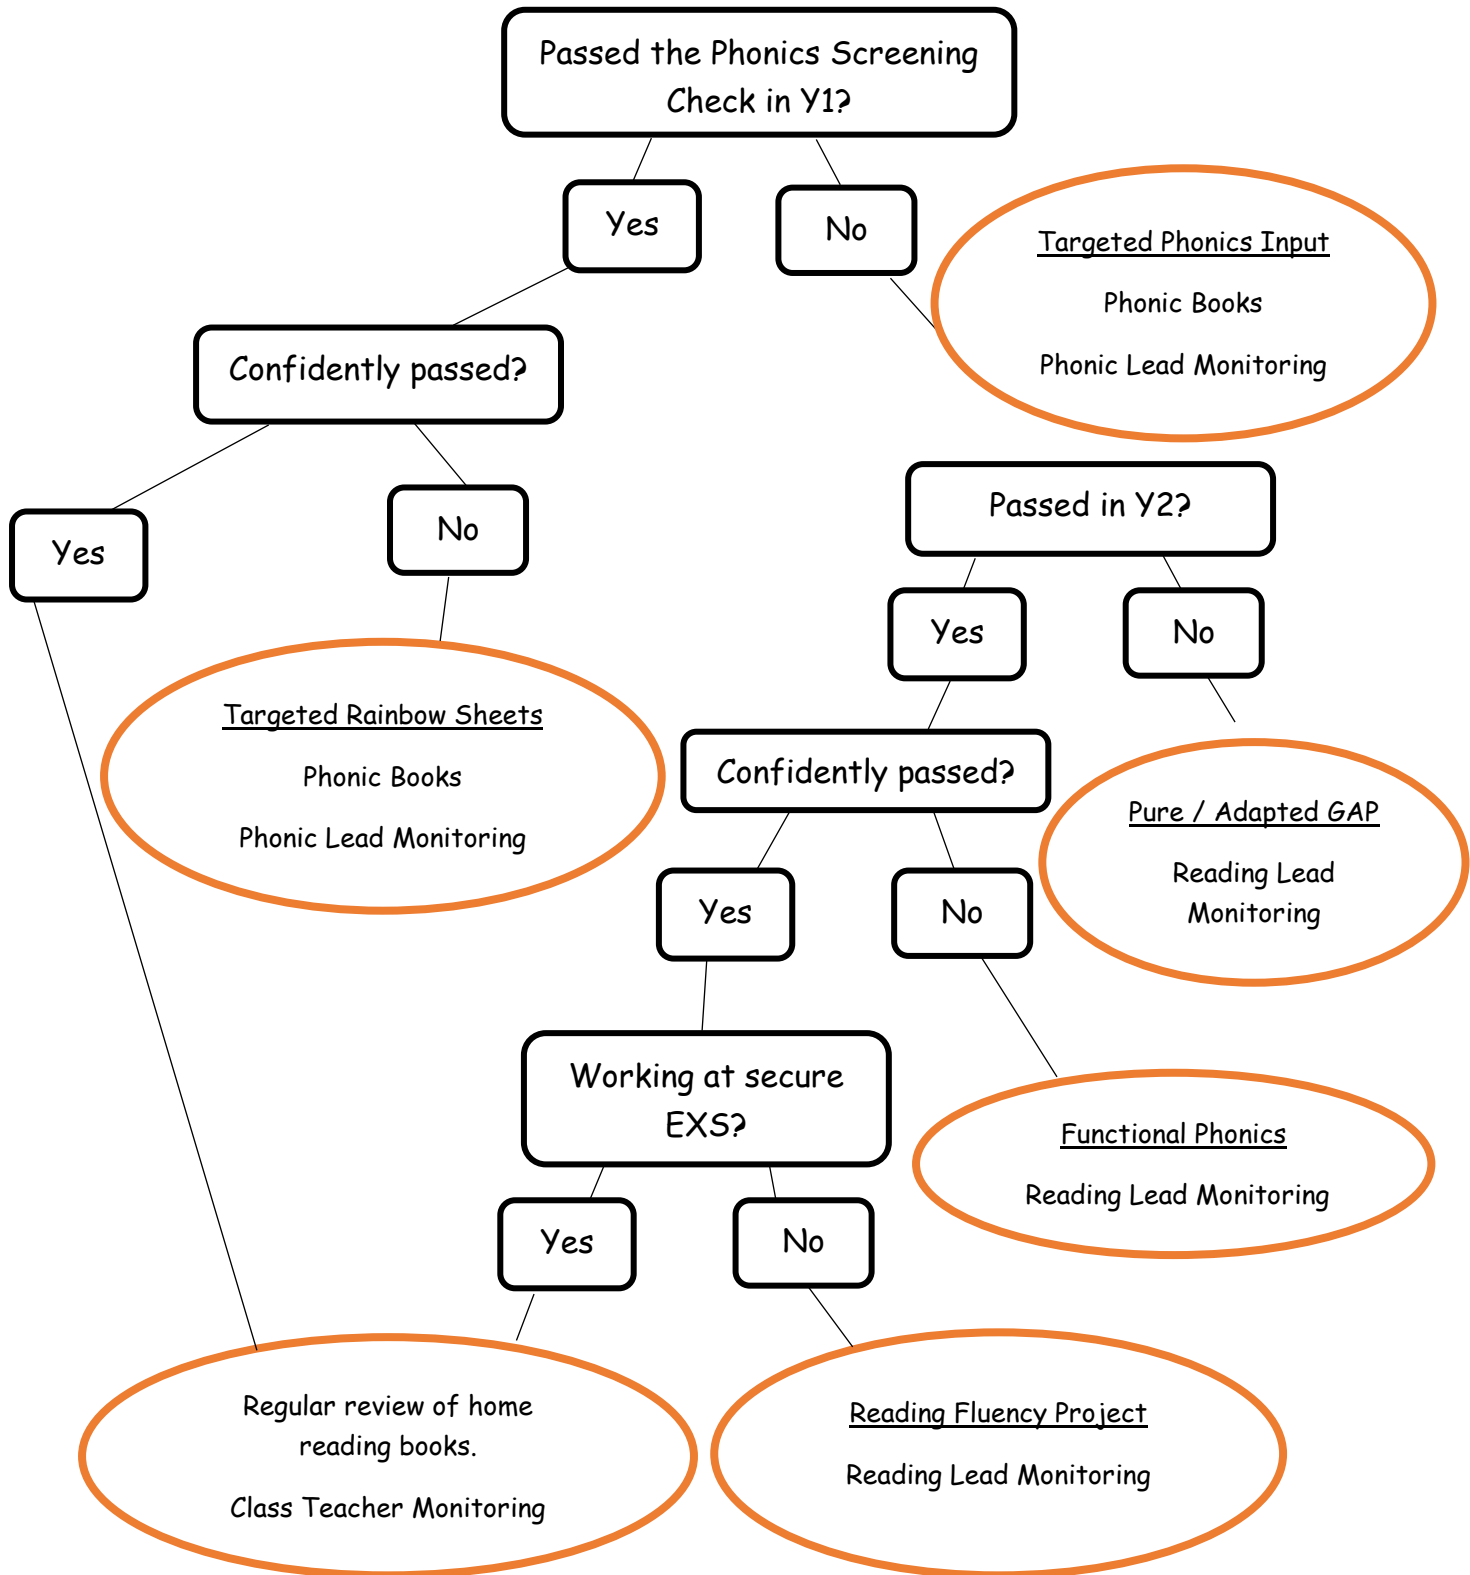 Passed the Phonics Screening
Check in Y1?
Yes
No
Targeted Phonics Input
Phonic Books
Phonic Lead Monitoring
Confidently passed?
Yes
No
Passed in Y2?
Yes
No
Targeted Rainbow Sheets
Phonic Books
Phonic Lead Monitoring
Confidently passed?
Pure / Adapted GAP
Reading Lead
Monitoring
Yes
No
Working at secure
EXS?
Functional Phonics
Reading Lead Monitoring
Yes
No
Regular review of home
reading books.
Class Teacher Monitoring
Reading Fluency Project
Reading Lead Monitoring